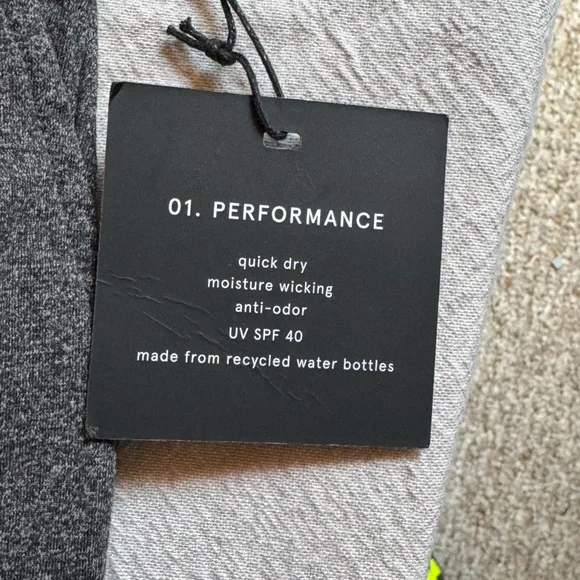 01. PERFORMANCE
quick dry
moisture wicking
anti-odor
UV SPF 40
made from recycled water bottles